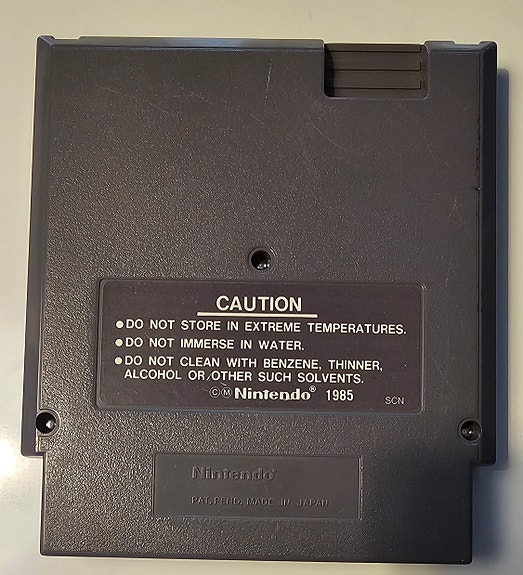 CAUTION
●DO NOT STORE IN EXTREME TEMPERATURES.
●DO NOT IMMERSE IN WATER.
●DO NOT CLEAN WITH BENZENE, THINNER,
ALCOHOL OR/OTHER SUCH SOLVENTS.
©Ⓜ Nintendo® 1985 SCN
Nintendo®
PAT.PEND. MADE IN JAPAN